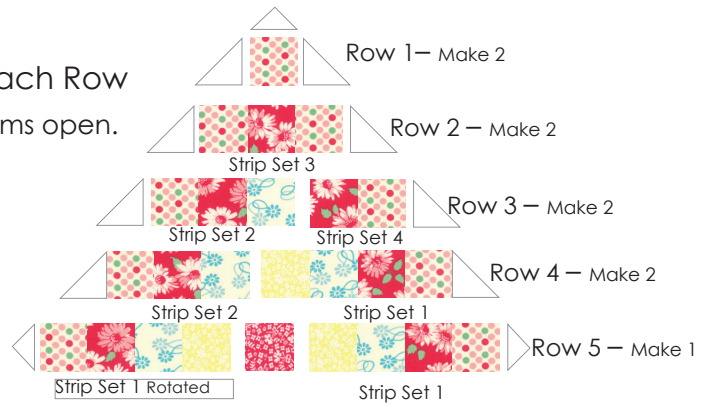 Row 1– Make 2
ach Row
ms open.
Row 2 – Make 2
Strip Set 3
Row 3 – Make 2
Strip Set 2 Strip Set 4
Row 4 – Make 2
Strip Set 2 Strip Set 1
Row 5 – Make 1
Strip Set 1 Rotated
Strip Set 1